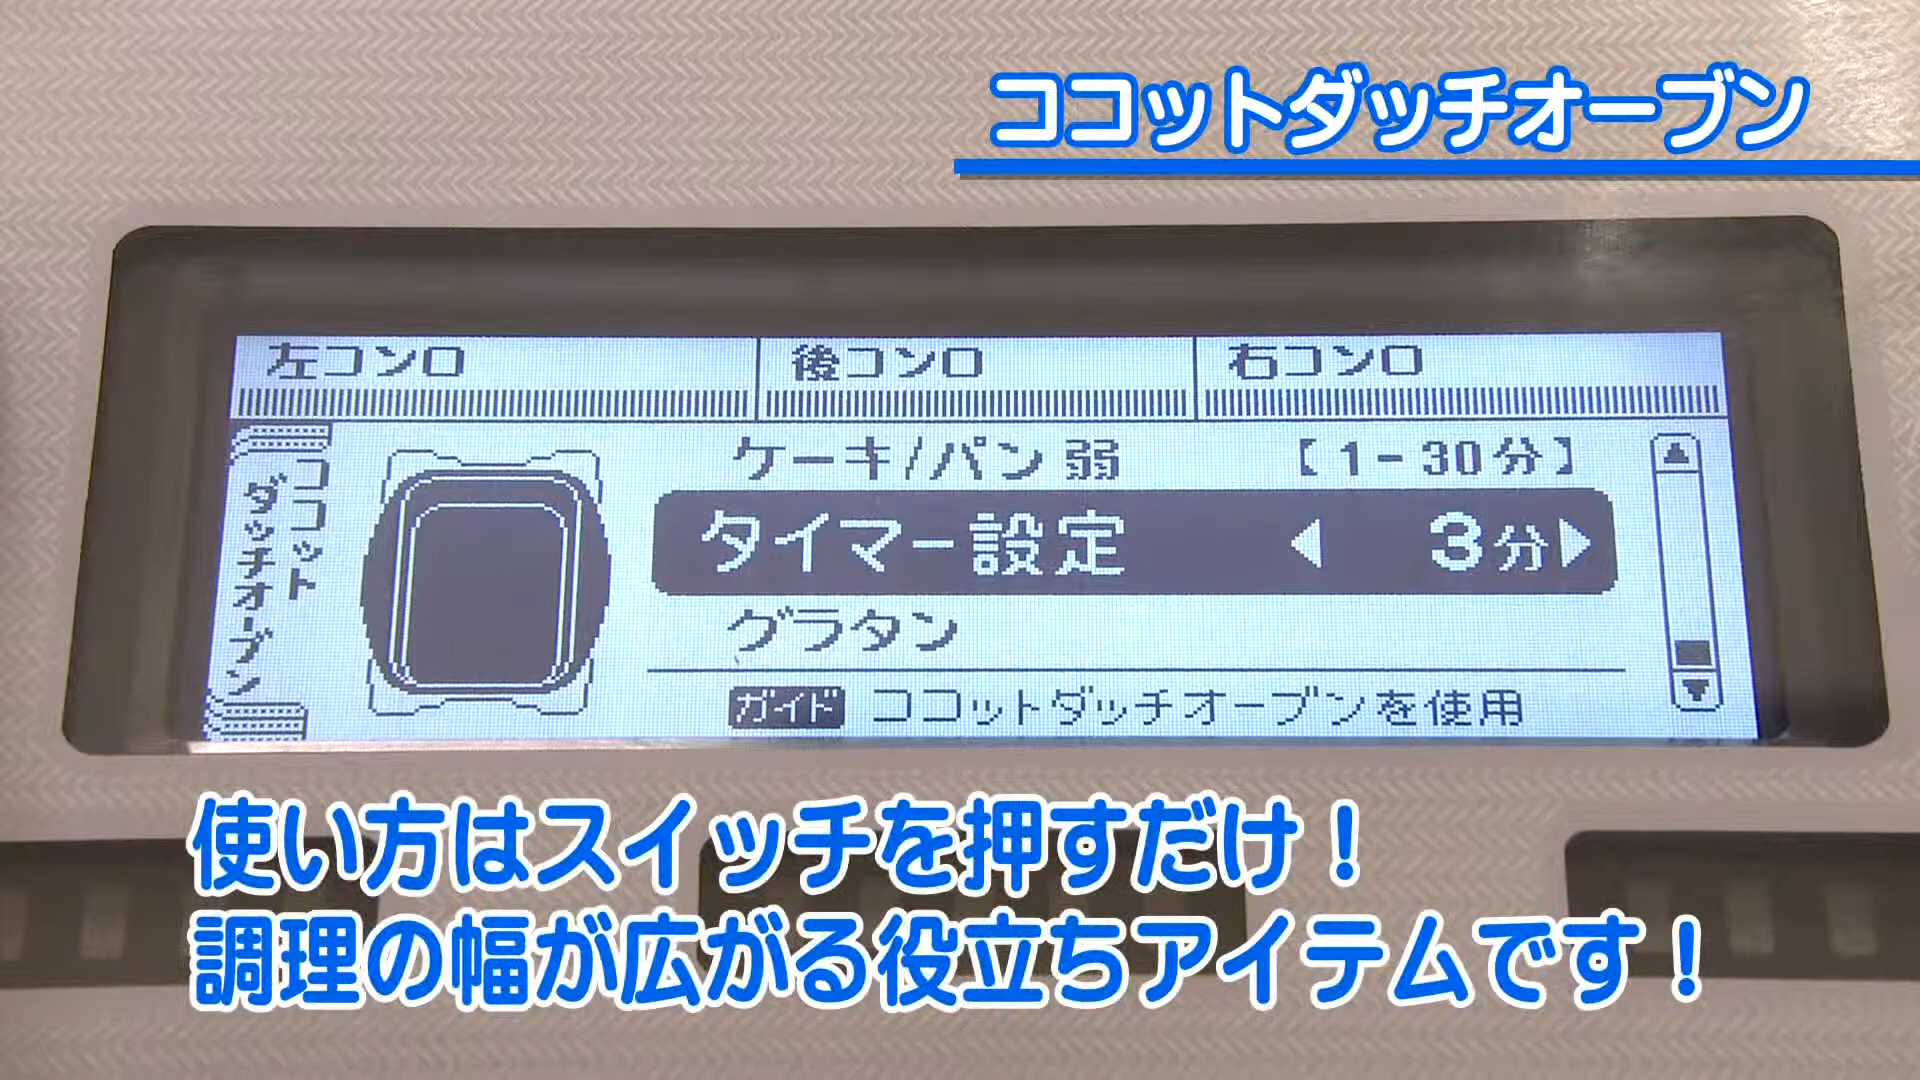 ココットダッチオーブン
左コンロ
後コンロ
右コンロ
ココット
ダッチオーブン
ケーキ/パン 弱 【1-30分】
タイマー設定 ◀ 3分▶
グラタン
ガイド ココットダッチオーブンを使用
使い方はスイッチを押すだけ！
調理の幅が広がる役立ちアイテムです！